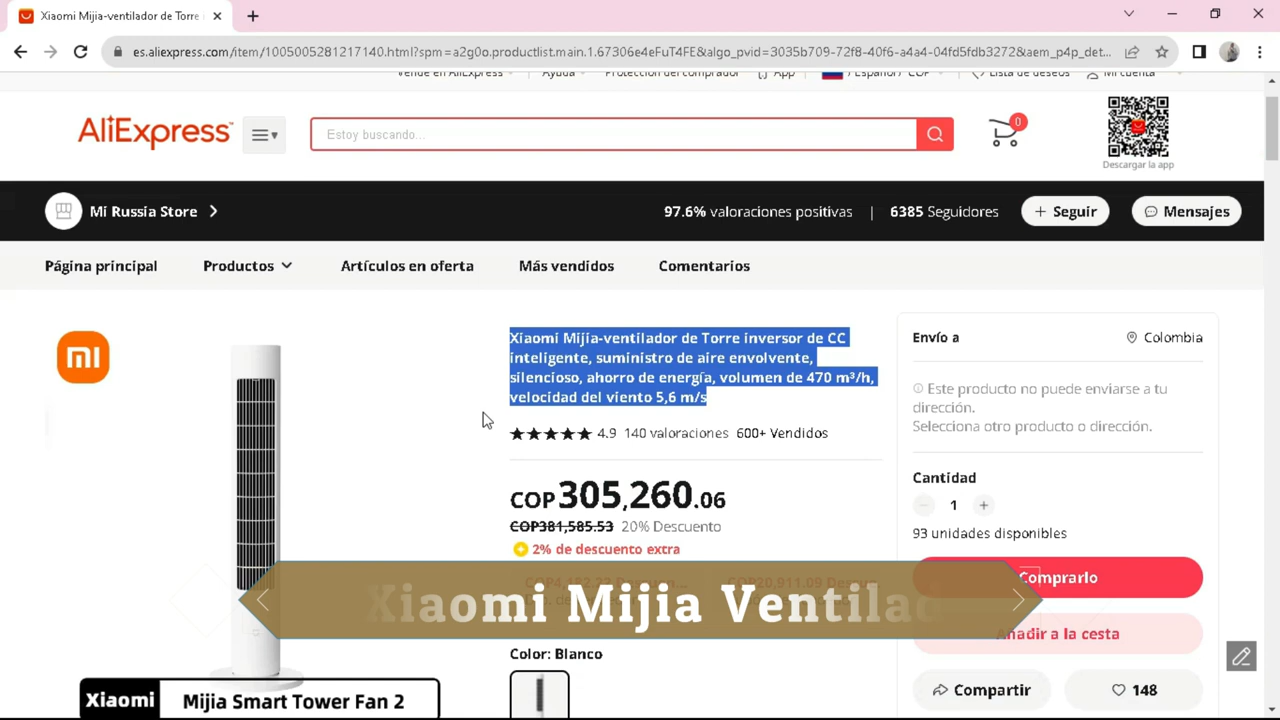 Xiaomi Mijia-ventilador de Torre i
es.aliexpress.com/item/1005005281217140.html?spm=a2g0o.productlist.main.1.67306e4eFuT4FE&algo_pvid=3035b709-72f8-40f6-a4a4-04fd5fdb3272&aem_p4p_det...
Vende en AliExpress
Ayuda
Protección del comprador
App
/ Español / COP
Lista de deseos
Mi cuenta
AliExpress
Estoy buscando...
0
Descargar la app
Mi Russia Store
97.6% valoraciones positivas | 6385 Seguidores
+ Seguir
Mensajes
Página principal
Productos
Artículos en oferta
Más vendidos
Comentarios
Xiaomi Mijia-ventilador de Torre inversor de CC
inteligente, suministro de aire envolvente,
silencioso, ahorro de energía, volumen de 470 m³/h,
velocidad del viento 5,6 m/s
4.9 140 valoraciones 600+ Vendidos
COP305,260.06
COP381,585.53 20% Descuento
2% de descuento extra
Color: Blanco
Envío a
Colombia
Este producto no puede enviarse a tu
dirección.
Selecciona otro producto o dirección.
Cantidad
1
93 unidades disponibles
Comprarlo
Añadir a la cesta
Compartir
148
Xiaomi Mijia Ventilad
Xiaomi
Mijia Smart Tower Fan 2